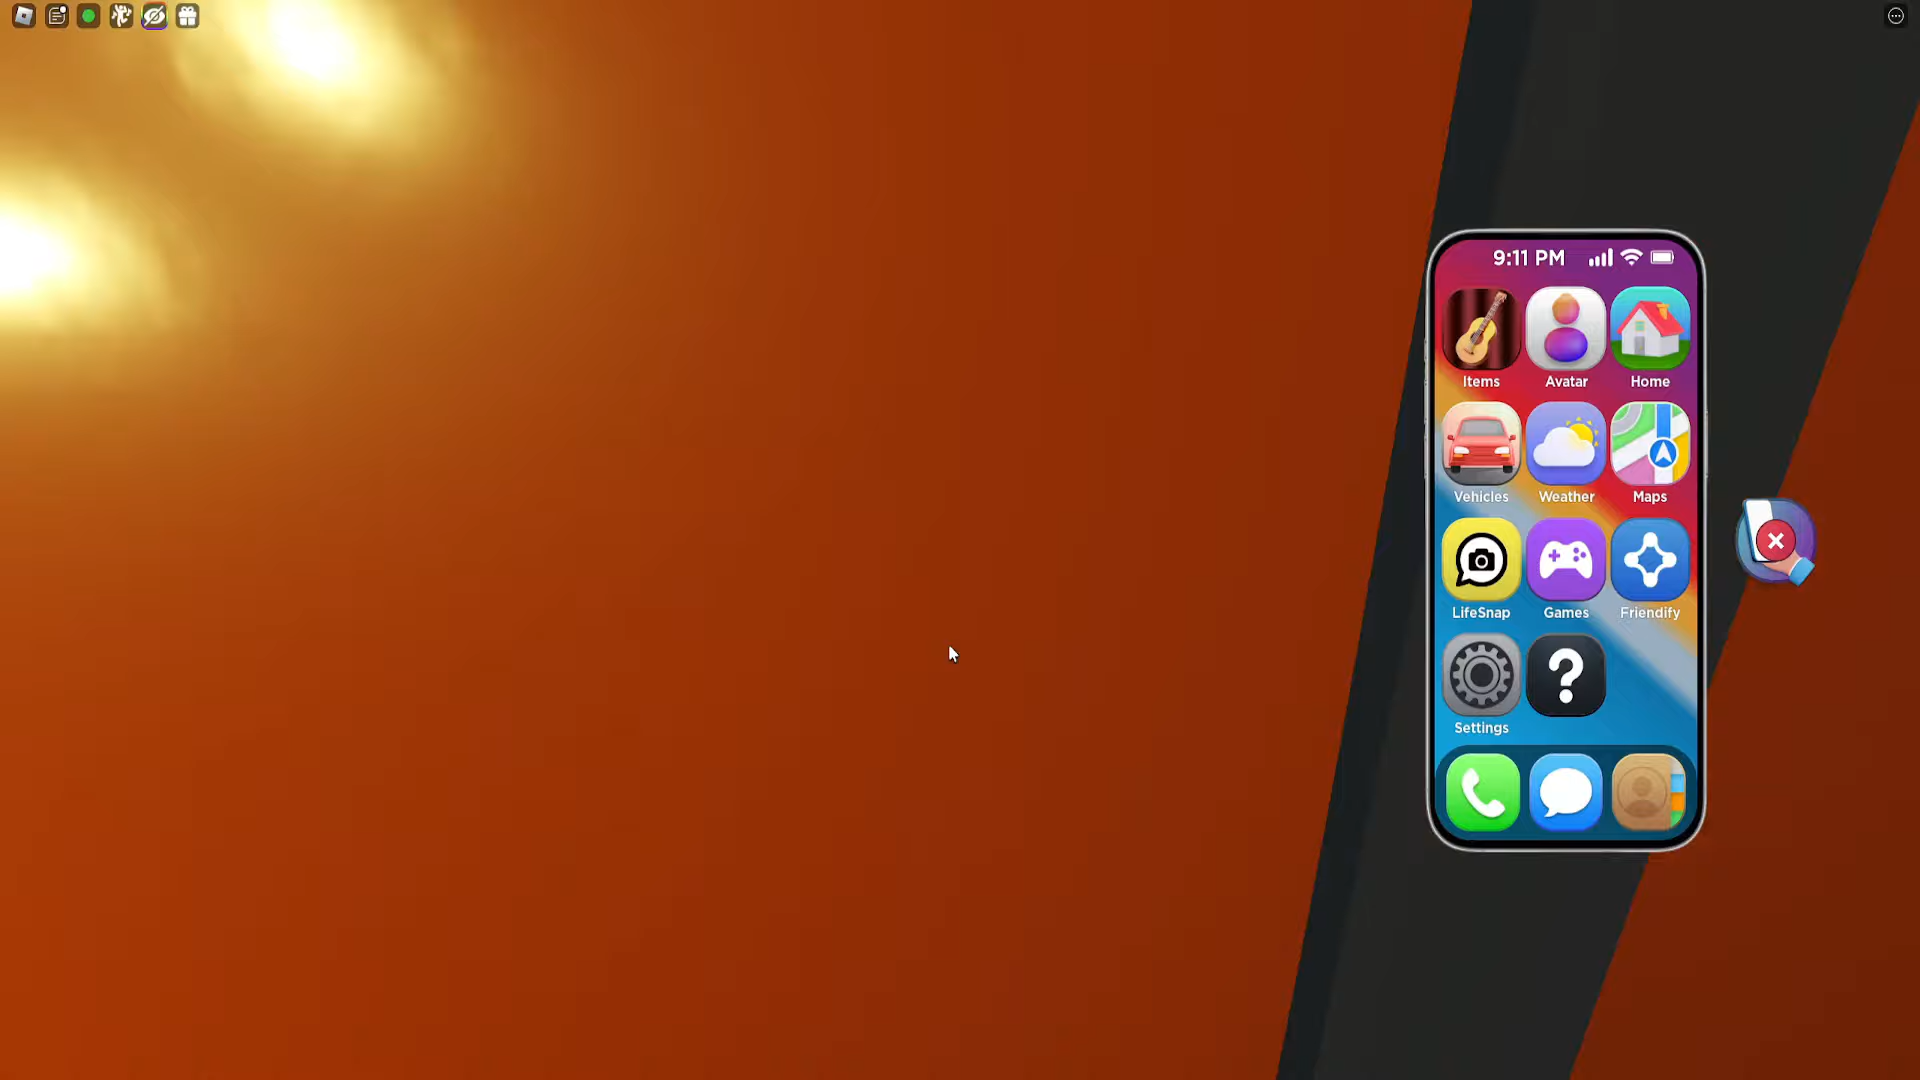 9:11 PM
Items Avatar Home
Vehicles Weather Maps
LifeSnap Games Friendify
?
Settings